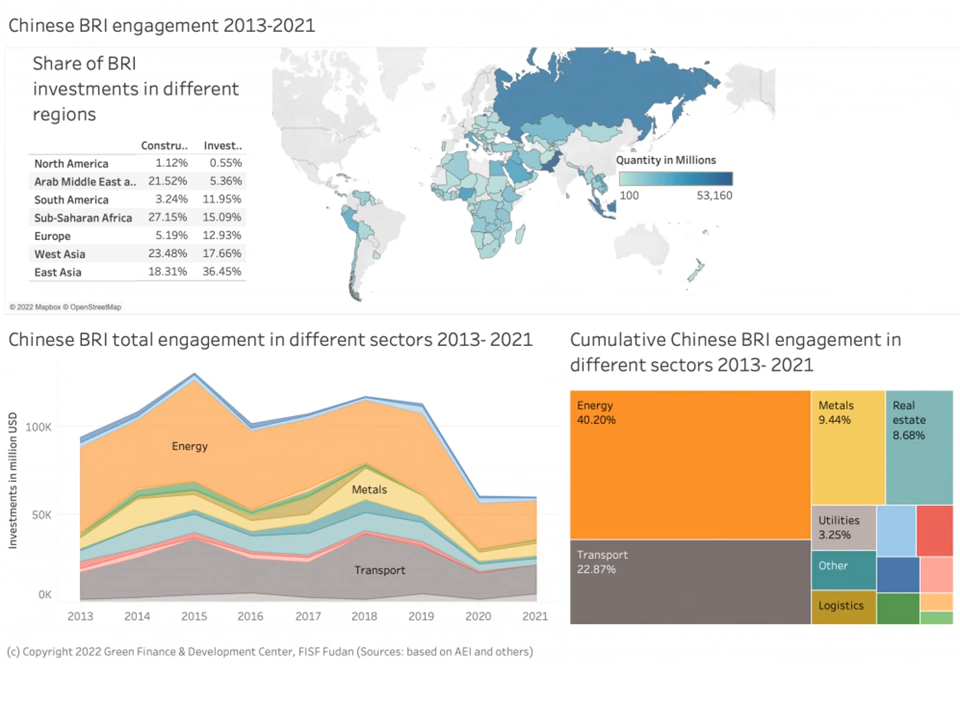 Chinese BRI engagement 2013-2021
Share of BRI
investments in different
regions
Constru.. Invest..
North America 1.12% 0.55%
Arab Middle East a.. 21.52% 5.36%
South America 3.24% 11.95%
Sub-Saharan Africa 27.15% 15.09%
Europe 5.19% 12.93%
West Asia 23.48% 17.66%
East Asia 18.31% 36.45%
Quantity in Millions
100 53,160
© 2022 Mapbox © OpenStreetMap
Chinese BRI total engagement in different sectors 2013- 2021
Investments in million USD
100K
50K
0K
Energy
Metals
Transport
2013 2014 2015 2016 2017 2018 2019 2020 2021
Cumulative Chinese BRI engagement in
different sectors 2013- 2021
Energy
40.20%
Transport
22.87%
Metals
9.44%
Real
estate
8.68%
Utilities
3.25%
Other
Logistics
(c) Copyright 2022 Green Finance & Development Center, FISF Fudan (Sources: based on AEI and others)